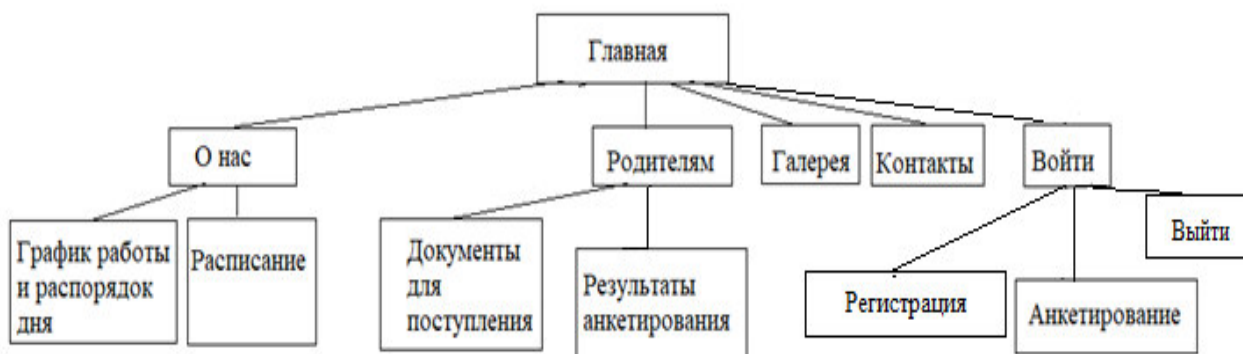 Главная
О нас
Родителям
Галерея
Контакты
Войти
График работы
и распорядок
дня
Расписание
Документы
для
поступления
Результаты
анкетирования
Регистрация
Анкетирование
Выйти